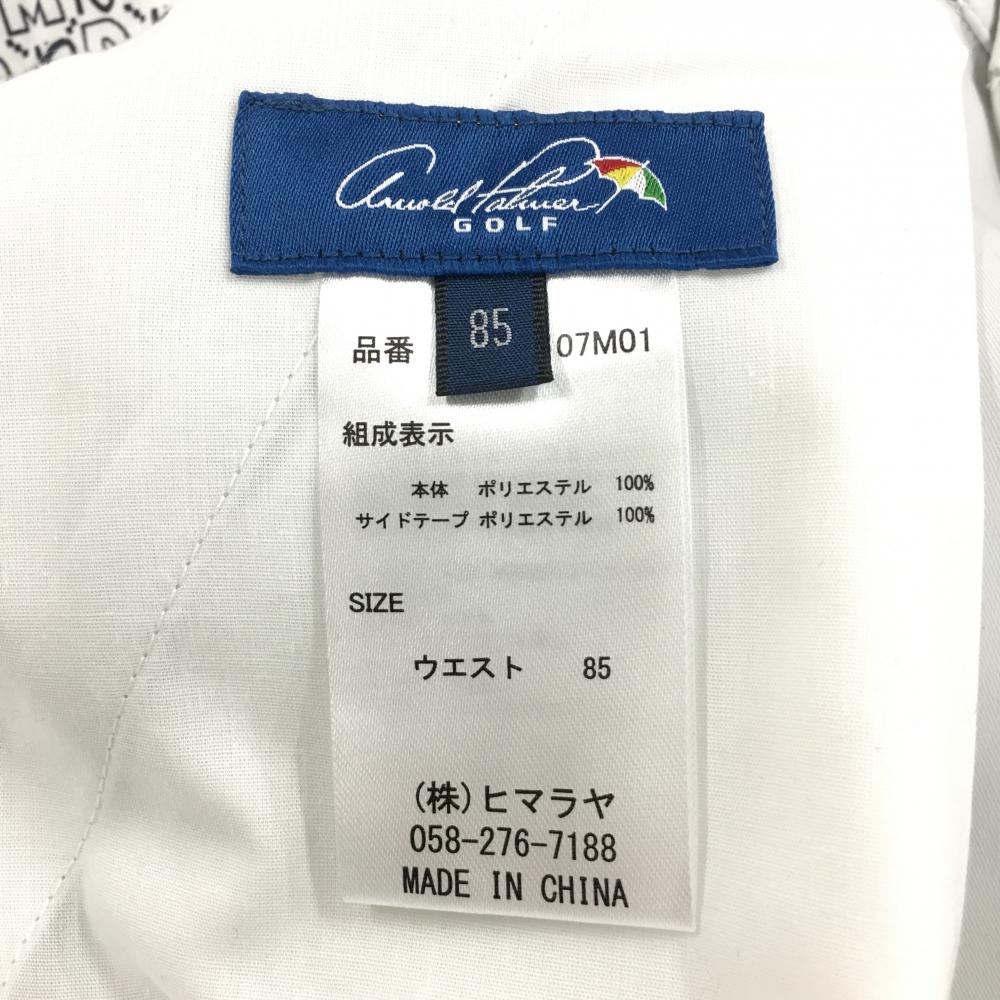 Arnold Palmer
GOLF
85
品番 07M01
組成表示
本体 ポリエステル 100%
サイドテープ ポリエステル 100%
SIZE
ウエスト 85
(株)ヒマラヤ
058-276-7188
MADE IN CHINA